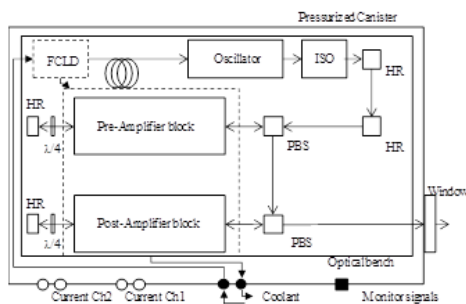 Pressurized Canister
FCLD
Oscillator
ISO
HR
HR
Pre-Amplifier block
λ/4
PBS
HR
HR
Post-Amplifier block
λ/4
PBS
Window
Optical bench
Current Ch2
Current Ch1
Coolant
Monitor signals